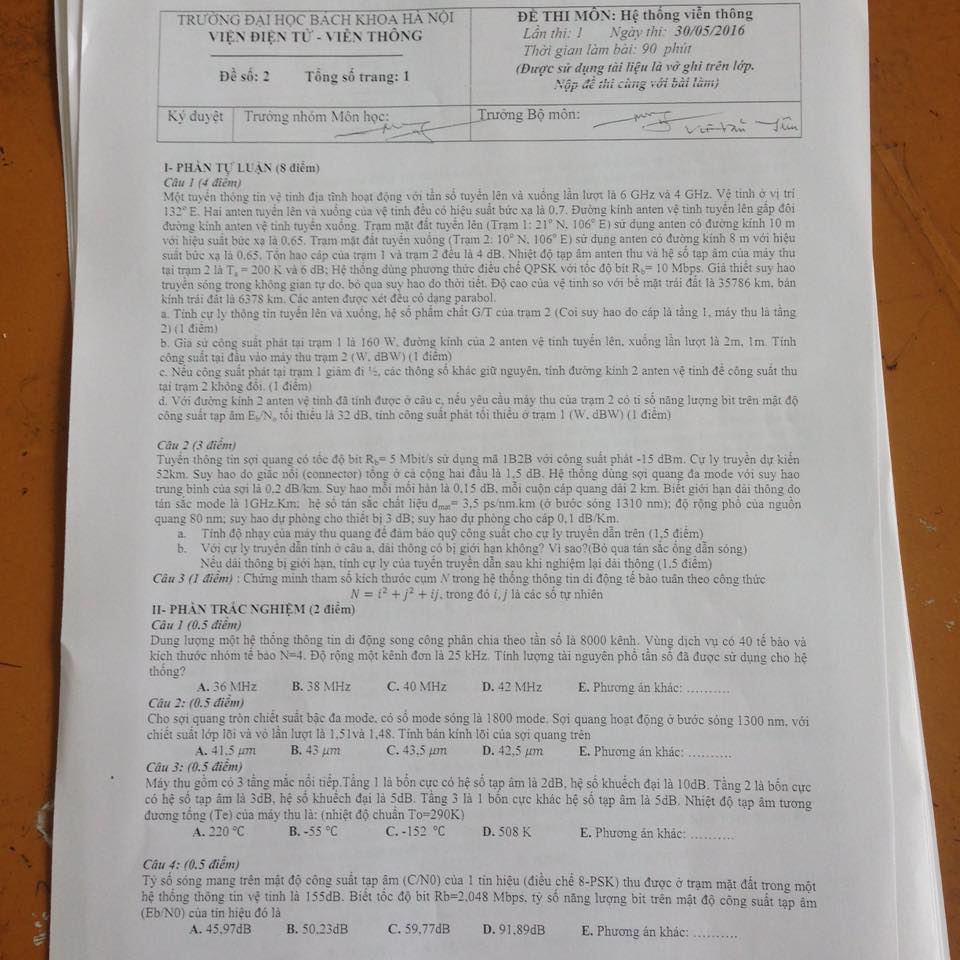 TRƯỜNG ĐẠI HỌC BÁCH KHOA HÀ NỘI
VIỆN ĐIỆN TỬ - VIỄN THÔNG
Đề số: 2 Tổng số trang: 1
ĐỀ THI MÔN: Hệ thống viễn thông
Lần thi: 1 Ngày thi: 30/05/2016
Thời gian làm bài: 90 phút
(Được sử dụng tài liệu là vở ghi trên lớp.
Nộp đề thi cùng với bài làm)
Ký duyệt Trưởng nhóm Môn học: Trưởng Bộ môn:
I- PHẦN TỰ LUẬN (8 điểm)
Câu 1 (4 điểm)
Một tuyến thông tin vệ tinh địa tĩnh hoạt động với tần số tuyến lên và xuống lần lượt là 6 GHz và 4 GHz. Vệ tinh ở vị trí
132° E. Hai anten tuyến lên và xuống của vệ tinh đều có hiệu suất bức xạ là 0,7. Đường kính anten vệ tinh tuyến lên gấp đôi
đường kính anten vệ tinh tuyến xuống. Trạm mặt đất tuyến lên (Trạm 1: 21° N, 106° E) sử dụng anten có đường kính 10 m
với hiệu suất bức xạ là 0,65. Trạm mặt đất tuyến xuống (Trạm 2: 10° N, 106° E) sử dụng anten có đường kính 8 m với hiệu
suất bức xạ là 0,65. Tổn hao cáp của trạm 1 và trạm 2 đều là 4 dB. Nhiệt độ tạp âm anten thu và hệ số tạp âm của máy thu
tại trạm 2 là Tₐ = 200 K và 6 dB; Hệ thống dùng phương thức điều chế QPSK với tốc độ bit R_b= 10 Mbps. Giả thiết suy hao
truyền sóng trong không gian tự do, bỏ qua suy hao do thời tiết. Độ cao của vệ tinh so với bề mặt trái đất là 35786 km, bán
kính trái đất là 6378 km. Các anten được xét đều có dạng parabol.
a. Tính cự ly thông tin tuyến lên và xuống, hệ số phẩm chất G/T của trạm 2 (Coi suy hao do cáp là tầng 1, máy thu là tầng
2) (1 điểm)
b. Giả sử công suất phát tại trạm 1 là 160 W, đường kính của 2 anten vệ tinh tuyến lên, xuống lần lượt là 2m, 1m. Tính
công suất tại đầu vào máy thu trạm 2 (W, dBW) (1 điểm)
c. Nếu công suất phát tại trạm 1 giảm đi ½, các thông số khác giữ nguyên, tính đường kính 2 anten vệ tinh để công suất thu
tại trạm 2 không đổi. (1 điểm)
d. Với đường kính 2 anten vệ tinh đã tính được ở câu c, nếu yêu cầu máy thu của trạm 2 có tỉ số năng lượng bit trên mật độ
công suất tạp âm E_b/N_o tối thiểu là 32 dB, tính công suất phát tối thiểu ở trạm 1 (W, dBW) (1 điểm)
Câu 2 (3 điểm)
Tuyến thông tin sợi quang có tốc độ bit R_b= 5 Mbit/s sử dụng mã 1B2B với công suất phát -15 dBm. Cự ly truyền dự kiến
52km. Suy hao do giắc nối (connector) tổng ở cả cộng hai đầu là 1,5 dB. Hệ thống dùng sợi quang đa mode với suy hao
trung bình của sợi là 0,2 dB/km. Suy hao mỗi mối hàn là 0,15 dB, mỗi cuộn cáp quang dài 2 km. Biết giới hạn dải thông do
tán sắc mode là 1GHz.Km; hệ số tán sắc chất liệu d_mat= 3,5 ps/nm.km (ở bước sóng 1310 nm); độ rộng phổ của nguồn
quang 80 nm; suy hao dự phòng cho thiết bị 3 dB; suy hao dự phòng cho cáp 0,1 dB/Km.
a. Tính độ nhạy của máy thu quang để đảm bảo quỹ công suất cho cự ly truyền dẫn trên (1,5 điểm)
b. Với cự ly truyền dẫn tính ở câu a, dải thông có bị giới hạn không? Vì sao?(Bỏ qua tán sắc ống dẫn sóng)
Nếu dải thông bị giới hạn, tính cự ly của tuyến truyền dẫn sau khi nghiệm lại dải thông (1.5 điểm)
Câu 3 (1 điểm) : Chứng minh tham số kích thước cụm N trong hệ thống thông tin di động tế bào tuân theo công thức
N = i² + j² + ij, trong đó i, j là các số tự nhiên
II- PHẦN TRẮC NGHIỆM (2 điểm)
Câu 1 (0.5 điểm)
Dung lượng một hệ thống thông tin di động song công phân chia theo tần số là 8000 kênh. Vùng dịch vụ có 40 tế bào và
kích thước nhóm tế bào N=4. Độ rộng một kênh đơn là 25 kHz. Tính lượng tài nguyên phổ tần số đã được sử dụng cho hệ
thống?
A. 36 MHz B. 38 MHz C. 40 MHz D. 42 MHz E. Phương án khác: ..........
Câu 2: (0.5 điểm)
Cho sợi quang tròn chiết suất bậc đa mode, có số mode sóng là 1800 mode. Sợi quang hoạt động ở bước sóng 1300 nm, với
chiết suất lớp lõi và vỏ lần lượt là 1,51và 1,48. Tính bán kính lõi của sợi quang trên
A. 41,5 μm B. 43 μm C. 43,5 μm D. 42,5 μm E. Phương án khác: ..........
Câu 3: (0.5 điểm)
Máy thu gồm có 3 tầng mắc nối tiếp.Tầng 1 là bốn cực có hệ số tạp âm là 2dB, hệ số khuếch đại là 10dB. Tầng 2 là bốn cực
có hệ số tạp âm là 3dB, hệ số khuếch đại là 5dB. Tầng 3 là 1 bốn cực khác hệ số tạp âm là 5dB. Nhiệt độ tạp âm tương
đương tổng (Te) của máy thu là: (nhiệt độ chuẩn To=290K)
A. 220 °C B. -55 °C C. -152 °C D. 508 K E. Phương án khác: ..........
Câu 4: (0.5 điểm)
Tỷ số sóng mang trên mật độ công suất tạp âm (C/N0) của 1 tín hiệu (điều chế 8-PSK) thu được ở trạm mặt đất trong một
hệ thống thông tin vệ tinh là 155dB. Biết tốc độ bit Rb=2,048 Mbps, tỷ số năng lượng bit trên mật độ công suất tạp âm
(Eb/N0) của tín hiệu đó là
A. 45,97dB B. 50,23dB C. 59,77dB D. 91,89dB E. Phương án khác: ..........